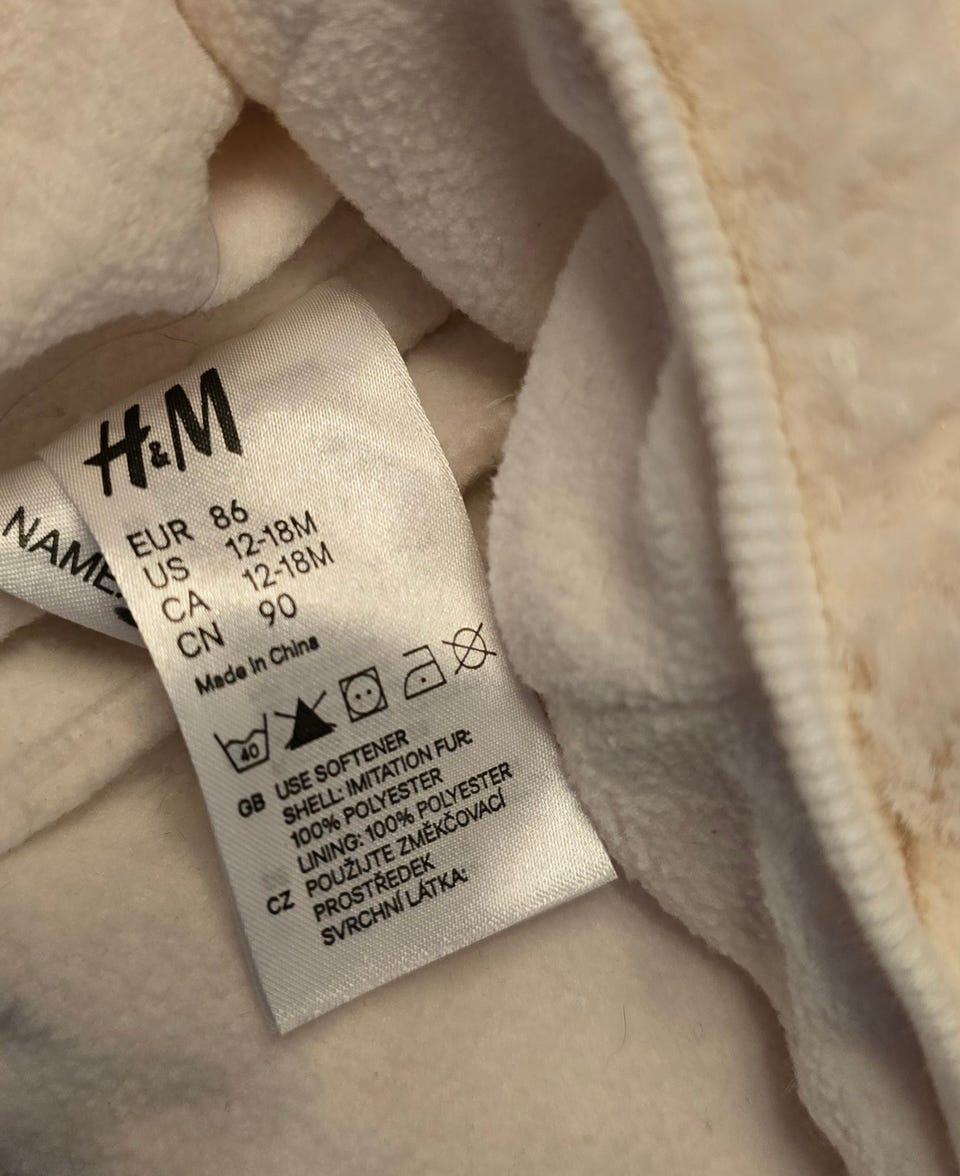 H&M
EUR 86
US 12-18M
CA 12-18M
CN 90
Made in China
40
GB USE SOFTENER
SHELL: IMITATION FUR:
100% POLYESTER
LINING: 100% POLYESTER
CZ POUŽIJTE ZMĚKČOVACÍ
PROSTŘEDEK
SVRCHNÍ LÁTKA:
NAME: